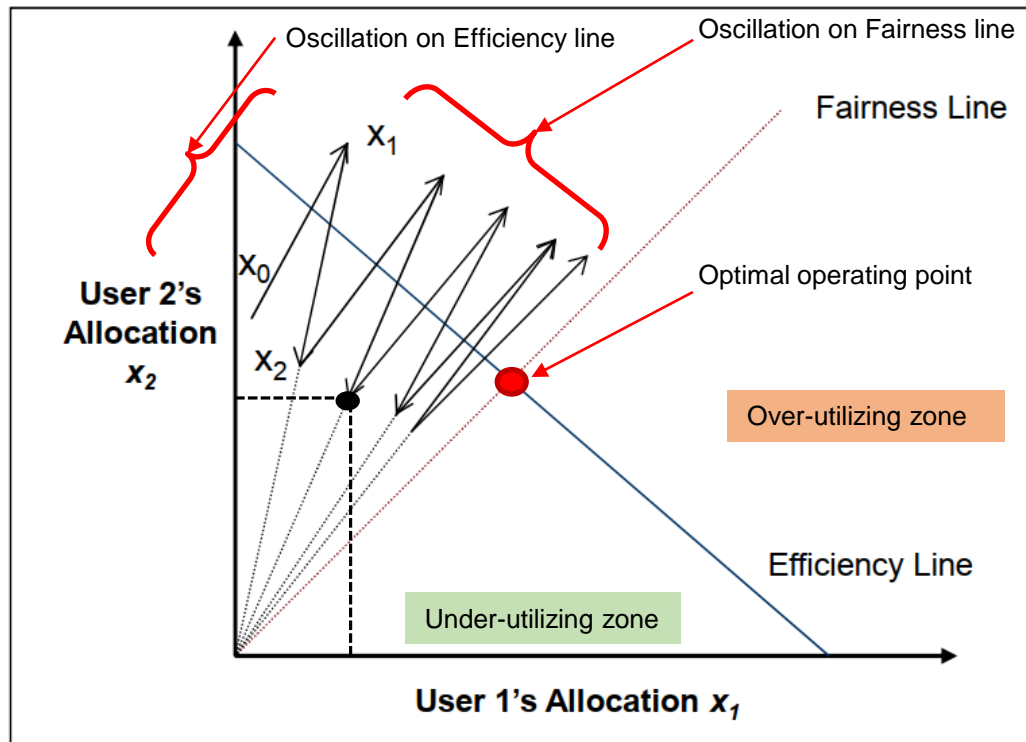 Oscillation on Efficiency line
Oscillation on Fairness line
Fairness Line
x1
x0
User 2's
Allocation
x2
x2
Optimal operating point
Over-utilizing zone
Efficiency Line
Under-utilizing zone
User 1's Allocation x1